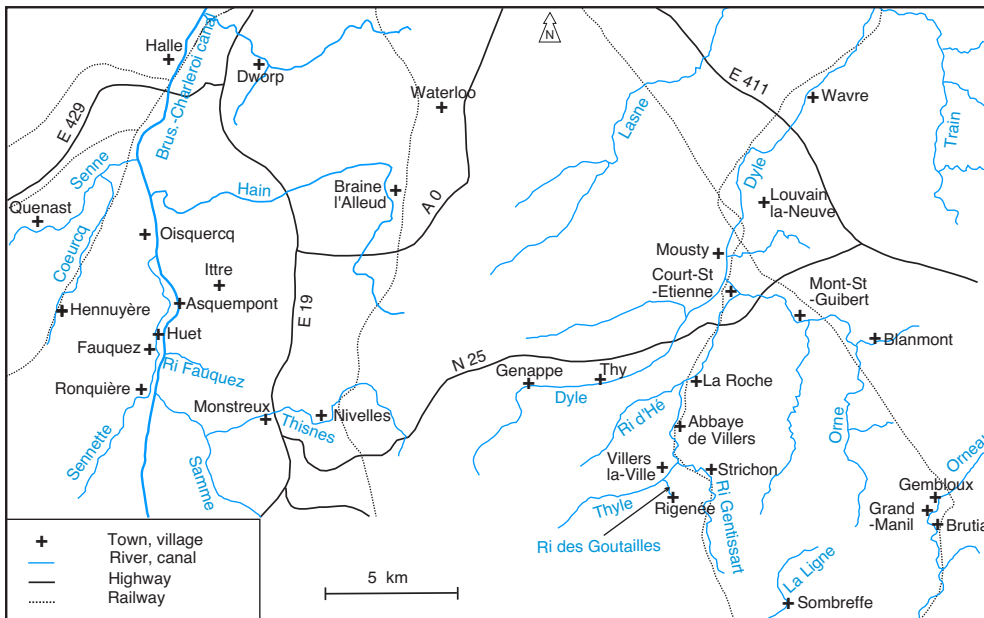 Halle
Dworp
Brus.-Charleroi canal
N
Waterloo
E 411
Wavre
E 429
Lasne
Train
Senne
Dyle
Quenast
Hain
Braine
l'Alleud
A 0
Louvain
la-Neuve
Coeurcq
Oisquercq
Mousty
Ittre
Court-St
-Etienne
Mont-St
-Guibert
Hennuyère
Asquempont
E 19
Huet
Blanmont
Fauquez
Ri Fauquez
N 25
Genappe
Thy
La Roche
Ronquière
Dyle
Monstreux
Thisnes
Nivelles
Ri d'Hé
Abbaye
de Villers
Orne
Sennette
Samme
Villers
la-Ville
Strichon
Orneau
Gembloux
Thyle
Rigenée
Ri Gentissart
Grand
-Manil
Brutia
Ri des Goutailles
La Ligne
Sombreffe
Town, village
River, canal
Highway
Railway
5 km